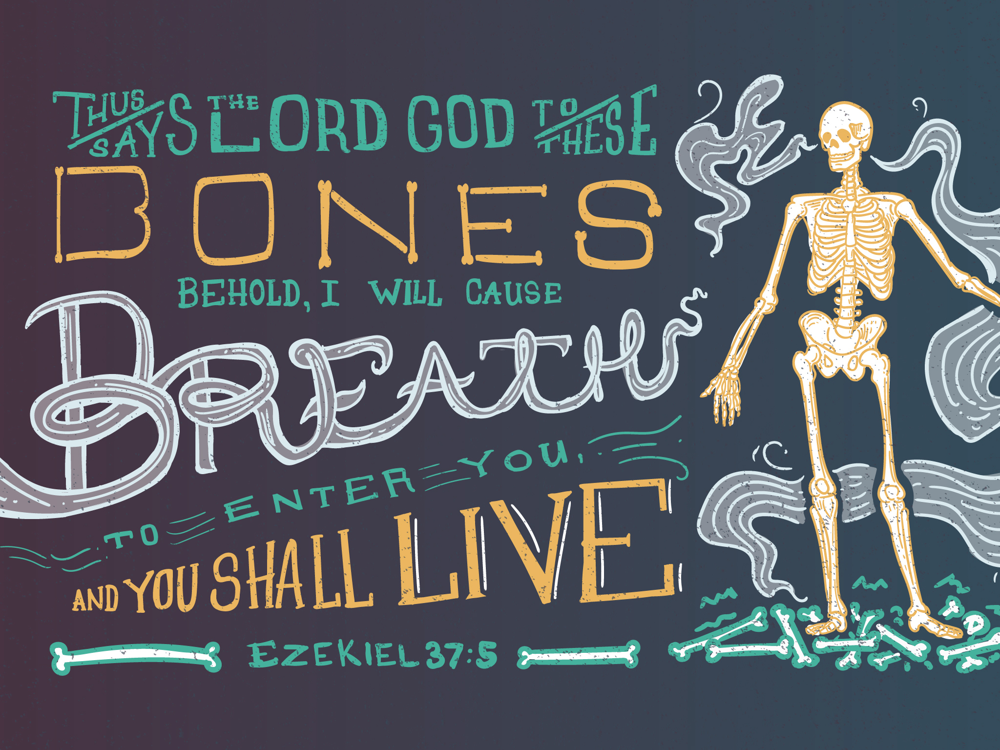 THUS SAYS THE LORD GOD TO THESE
BONES
BEHOLD, I WILL CAUSE
BREATH
TO ENTER YOU,
AND YOU SHALL LIVE
EZEKIEL 37:5